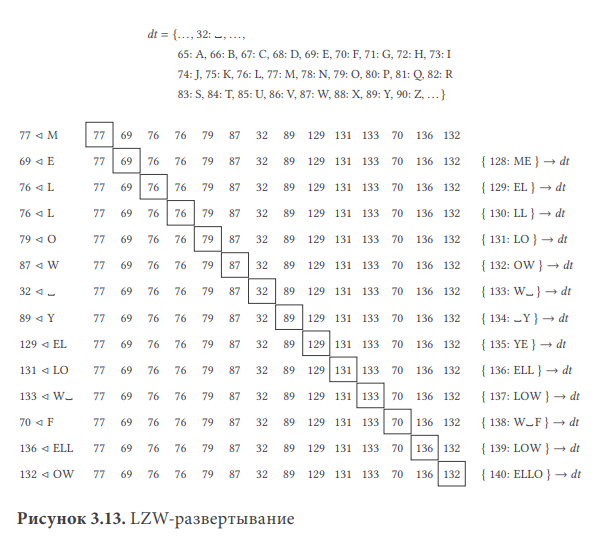 dt = {…, 32: ␣, …,
65: A, 66: B, 67: C, 68: D, 69: E, 70: F, 71: G, 72: H, 73: I
74: J, 75: K, 76: L, 77: M, 78: N, 79: O, 80: P, 81: Q, 82: R
83: S, 84: T, 85: U, 86: V, 87: W, 88: X, 89: Y, 90: Z, …}
77 ⊲ M 77 69 76 76 79 87 32 89 129 131 133 70 136 132
69 ⊲ E 77 69 76 76 79 87 32 89 129 131 133 70 136 132 { 128: ME } → dt
76 ⊲ L 77 69 76 76 79 87 32 89 129 131 133 70 136 132 { 129: EL } → dt
76 ⊲ L 77 69 76 76 79 87 32 89 129 131 133 70 136 132 { 130: LL } → dt
79 ⊲ O 77 69 76 76 79 87 32 89 129 131 133 70 136 132 { 131: LO } → dt
87 ⊲ W 77 69 76 76 79 87 32 89 129 131 133 70 136 132 { 132: OW } → dt
32 ⊲ ␣ 77 69 76 76 79 87 32 89 129 131 133 70 136 132 { 133: W␣ } → dt
89 ⊲ Y 77 69 76 76 79 87 32 89 129 131 133 70 136 132 { 134: ␣Y } → dt
129 ⊲ EL 77 69 76 76 79 87 32 89 129 131 133 70 136 132 { 135: YE } → dt
131 ⊲ LO 77 69 76 76 79 87 32 89 129 131 133 70 136 132 { 136: ELL } → dt
133 ⊲ W␣ 77 69 76 76 79 87 32 89 129 131 133 70 136 132 { 137: LOW } → dt
70 ⊲ F 77 69 76 76 79 87 32 89 129 131 133 70 136 132 { 138: W␣F } → dt
136 ⊲ ELL 77 69 76 76 79 87 32 89 129 131 133 70 136 132 { 139: LOW } → dt
132 ⊲ OW 77 69 76 76 79 87 32 89 129 131 133 70 136 132 { 140: ELLO } → dt
Рисунок 3.13. LZW-развертывание